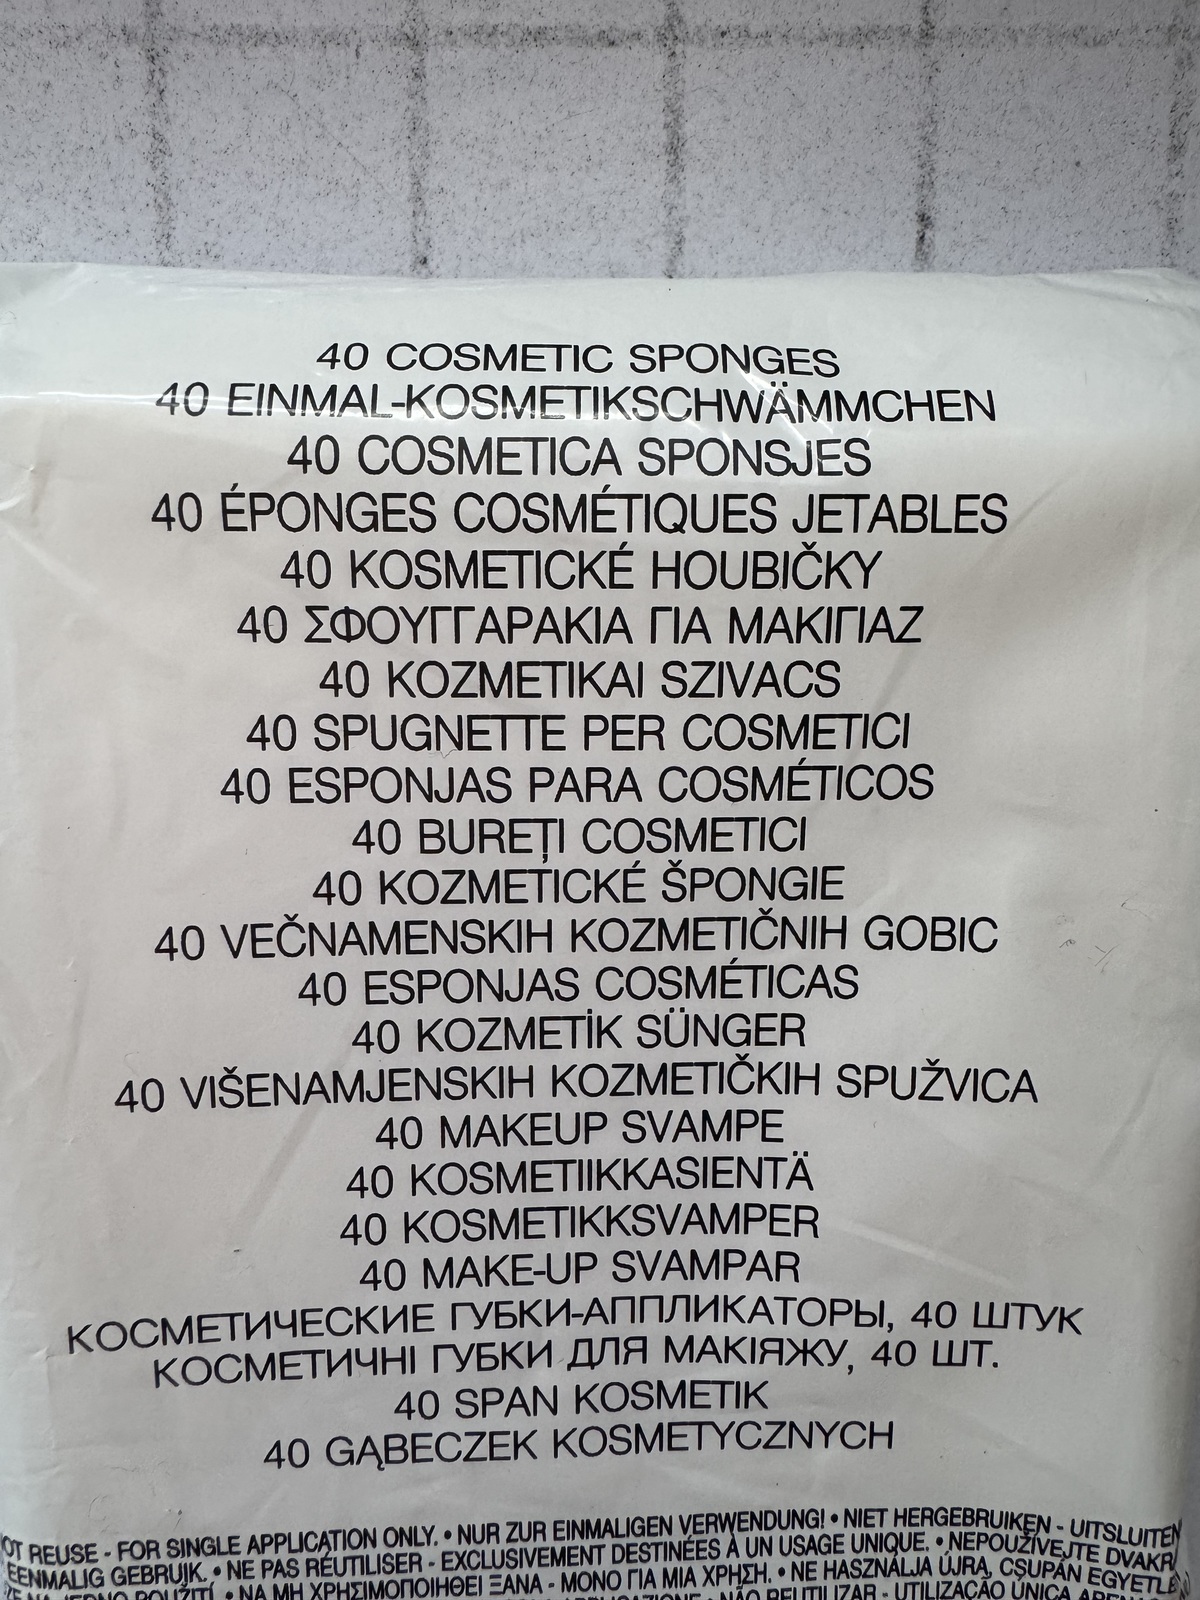 40 COSMETIC SPONGES
40 EINMAL-KOSMETIKSCHWÄMMCHEN
40 COSMETICA SPONSJES
40 ÉPONGES COSMÉTIQUES JETABLES
40 KOSMETICKÉ HOUBIČKY
40 ΣΦΟΥΓΓΑΡΑΚΙΑ ΓΙΑ ΜΑΚΙΓΙΑΖ
40 KOZMETIKAI SZIVACS
40 SPUGNETTE PER COSMETICI
40 ESPONJAS PARA COSMÉTICOS
40 BUREȚI COSMETICI
40 KOZMETICKÉ ŠPONGIE
40 VEČNAMENSKIH KOZMETIČNIH GOBIC
40 ESPONJAS COSMÉTICAS
40 KOZMETİK SÜNGER
40 VIŠENAMJENSKIH KOZMETIČKIH SPUŽVICA
40 MAKEUP SVAMPE
40 KOSMETIIKKASIENTÄ
40 KOSMETIKKSVAMPER
40 MAKE-UP SVAMPAR
КОСМЕТИЧЕСКИЕ ГУБКИ-АППЛИКАТОРЫ, 40 ШТУК
КОСМЕТИЧНІ ГУБКИ ДЛЯ МАКІЯЖУ, 40 ШТ.
40 SPAN KOSMETIK
40 GĄBECZEK KOSMETYCZNYCH
OT REUSE - FOR SINGLE APPLICATION ONLY. • NUR ZUR EINMALIGEN VERWENDUNG! • NIET HERGEBRUIKEN - UITSLUITEN
EENMALIG GEBRUIK. • NE PAS RÉUTILISER - EXCLUSIVEMENT DESTINÉES À UN USAGE UNIQUE. • NEPOUŽÍVEJTE DVAKR
POUŽITÍ. • ΝΑ ΜΗ ΧΡΗΣΙΜΟΠΟΙΗΘΕΙ ΞΑΝΑ - ΜΟΝΟ ΓΙΑ ΜΙΑ ΧΡΗΣΗ. • NE HASZNÁLJA ÚJRA, CSUPÁN EGYETLE
• NÃO REUTILIZAR - UTILIZAÇÃO ÚNICA